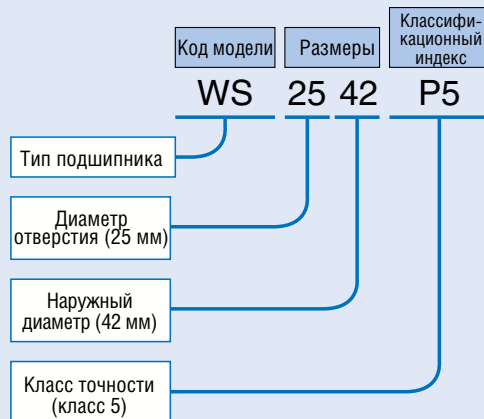 Код модели
Размеры
Классифи-
кационный
индекс
WS 25 42 P5
Тип подшипника
Диаметр
отверстия (25 мм)
Наружный
диаметр (42 мм)
Класс точности
(класс 5)